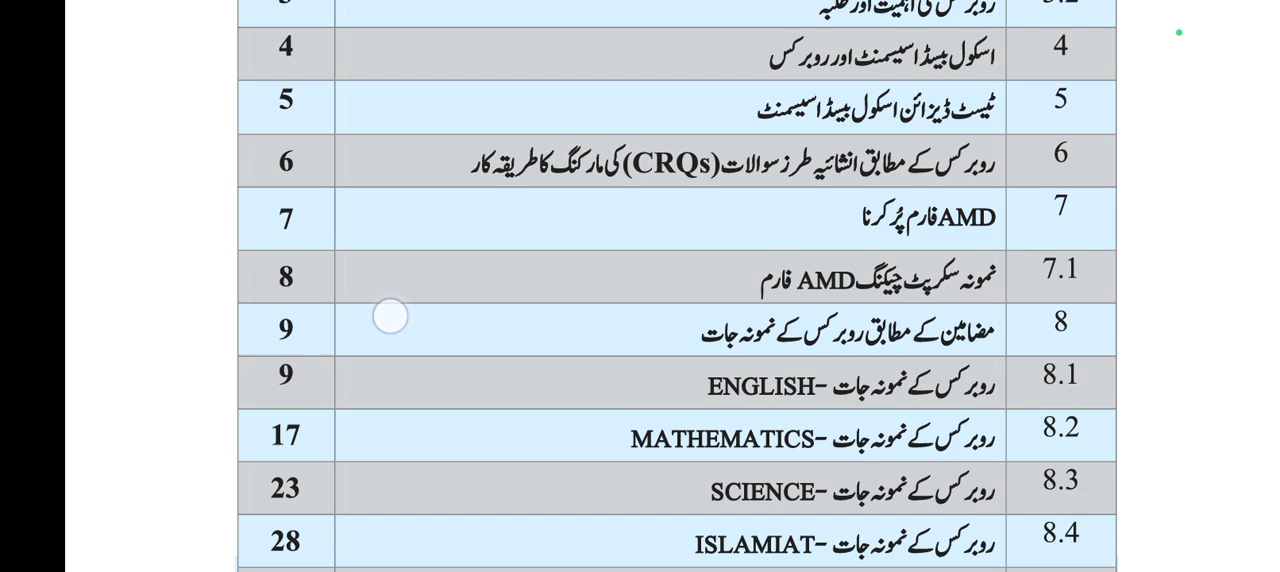 4 اسکول بیسڈ اسیسمنٹ اور روبرکس 4
5 ٹیسٹ ڈیزائن اسکول بیسڈ اسیسمنٹ 5
6 روبرکس کے مطابق انشائیہ طرز سوالات (CRQs) کی مارکنگ کا طریقہ کار 6
7 AMD فارم پُر کرنا 7
7.1 نمونہ سکرپٹ چیکنگ AMD فارم 8
8 مضامین کے مطابق روبرکس کے نمونہ جات 9
8.1 روبرکس کے نمونہ جات -ENGLISH 9
8.2 روبرکس کے نمونہ جات -MATHEMATICS 17
8.3 روبرکس کے نمونہ جات -SCIENCE 23
8.4 روبرکس کے نمونہ جات -ISLAMIAT 28